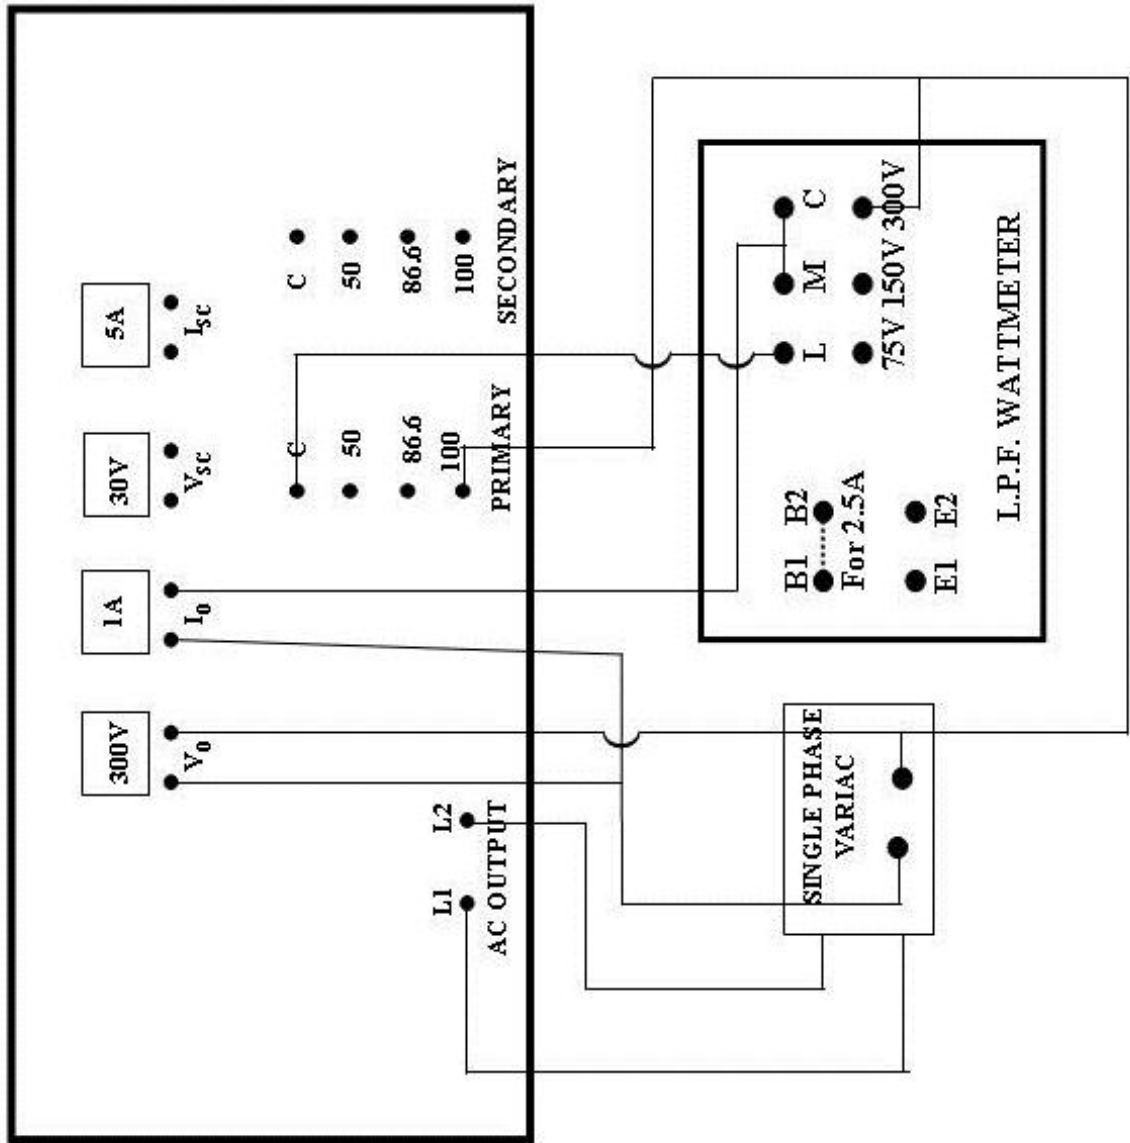 300V
1A
30V
5A
V0
I0
VSC
ISC
C
50
86.6
100
PRIMARY
C
50
86.6
100
SECONDARY
L1
L2
AC OUTPUT
SINGLE PHASE
VARIAC
B1 B2
For 2.5A
E1 E2
L M C
75V 150V 300V
L.P.F. WATTMETER